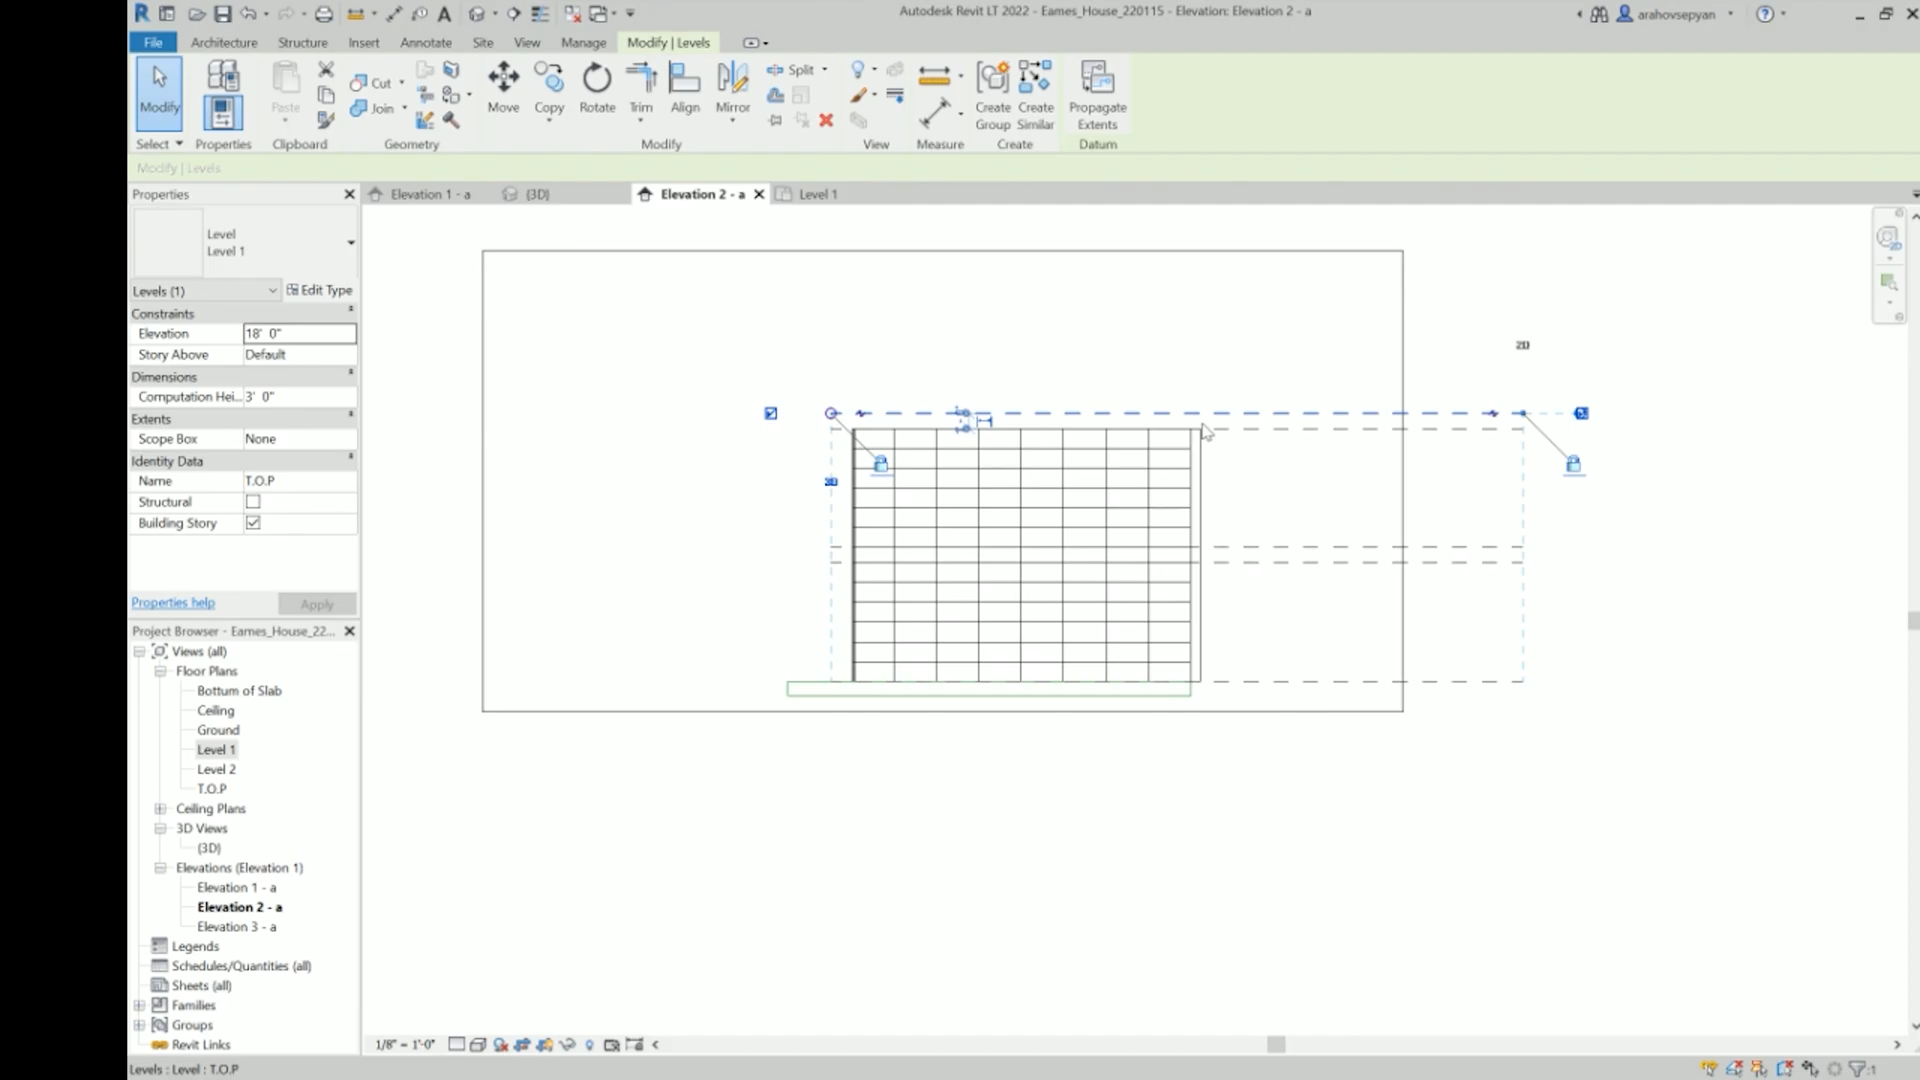 Autodesk Revit LT 2022 - Eames_House_220115 - Elevation: Elevation 2 - a
arahovsepyan
File Architecture Structure Insert Annotate Site View Manage Modify | Levels
Modify Paste Cut Join Move Copy Rotate Trim Align Mirror Split Create Group Create Similar Propagate Extents
Select Properties Clipboard Geometry Modify View Measure Create Datum
Modify | Levels
Properties
Elevation 1 - a
(3D)
Elevation 2 - a
Level 1
Level
Level 1
Levels (1)
Edit Type
Constraints
Elevation 18' 0"
Story Above Default
Dimensions
Computation Hei... 3' 0"
Extents
Scope Box None
Identity Data
Name T.O.P
Structural
Building Story
Properties help
Apply
2D
3D
Project Browser - Eames_House_22...
Views (all)
Floor Plans
Bottom of Slab
Ceiling
Ground
Level 1
Level 2
T.O.P
Ceiling Plans
3D Views
(3D)
Elevations (Elevation 1)
Elevation 1 - a
Elevation 2 - a
Elevation 3 - a
Legends
Schedules/Quantities (all)
Sheets (all)
Families
Groups
Revit Links
1/8" = 1'-0"
Levels : Level : T.O.P
:1